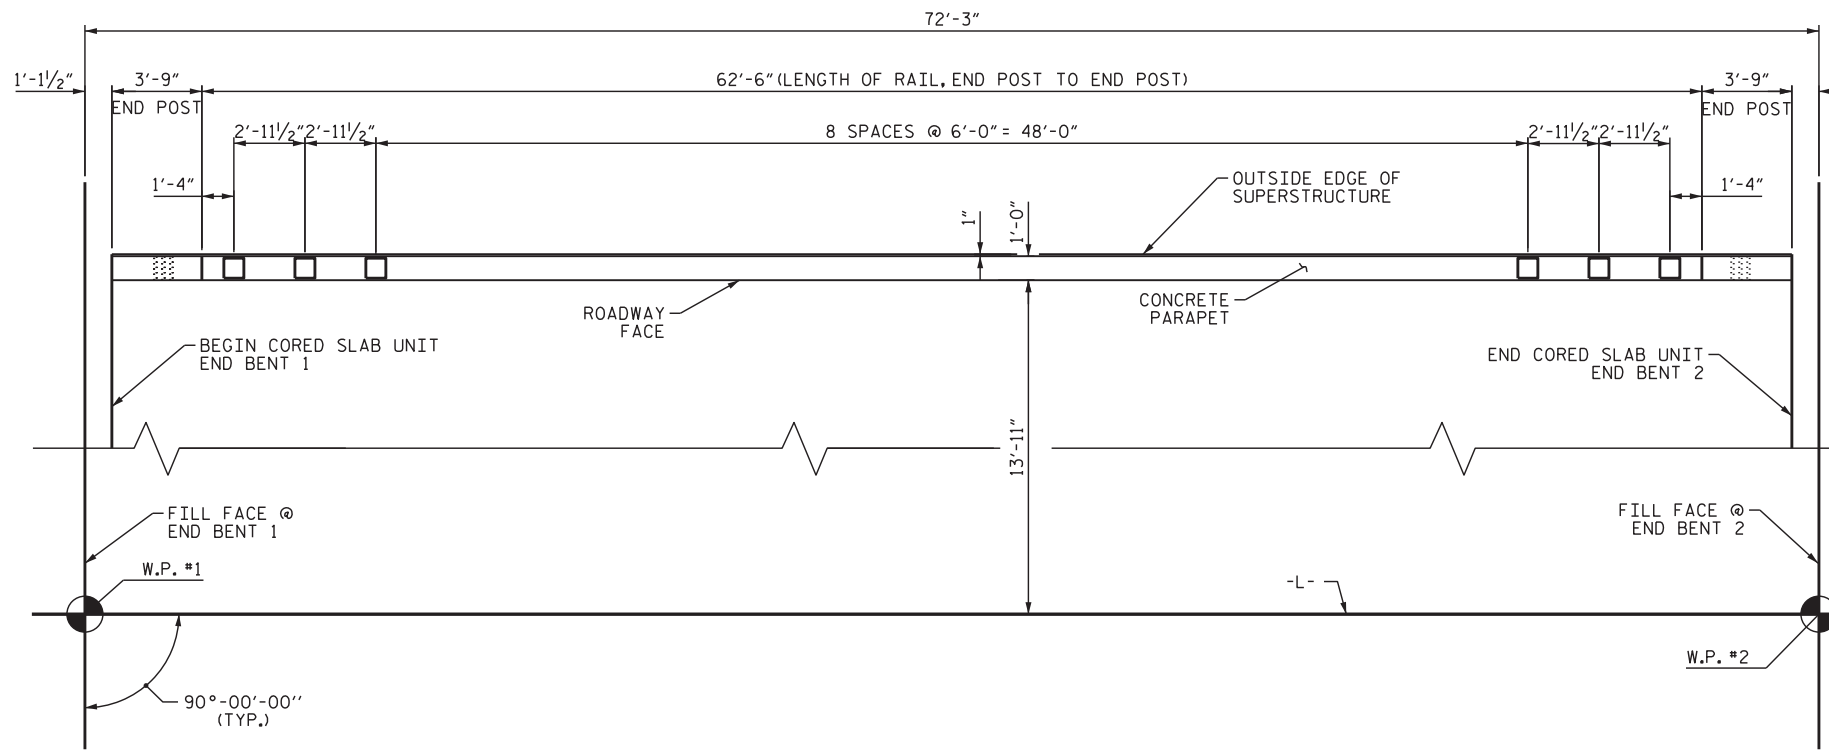 72'-3"
1'-1½"
3'-9"
62'-6"(LENGTH OF RAIL, END POST TO END POST)
3'-9"
END POST
END POST
2'-11½"
2'-11½"
8 SPACES @ 6'-0" = 48'-0"
2'-11½"
2'-11½"
1'-4"
OUTSIDE EDGE OF
SUPERSTRUCTURE
1'-4"
1"
1'-0"
ROADWAY
FACE
CONCRETE
PARAPET
BEGIN CORED SLAB UNIT
END BENT 1
END CORED SLAB UNIT
END BENT 2
13'-11"
FILL FACE @
END BENT 1
FILL FACE @
END BENT 2
W.P. #1
-L-
W.P. #2
90°-00'-00''
(TYP.)